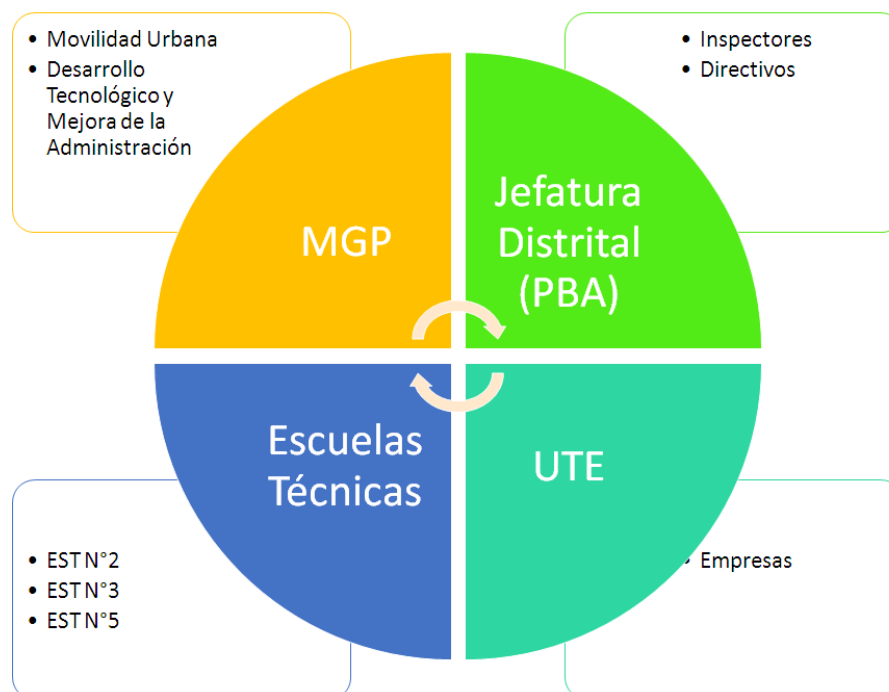 • Movilidad Urbana
• Desarrollo
Tecnológico y
Mejora de la
Administración
• Inspectores
• Directivos
MGP
Jefatura
Distrital
(PBA)
Escuelas
Técnicas
UTE
• EST N°2
• EST N°3
• EST N°5
• Empresas